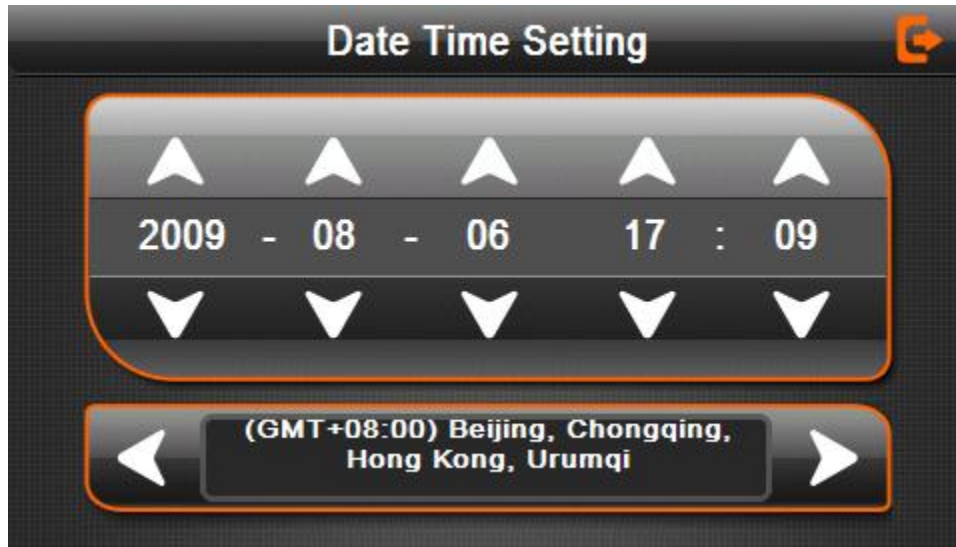 Date Time Setting
2009 - 08 - 06 17 : 09
(GMT+08:00) Beijing, Chongqing,
Hong Kong, Urumqi